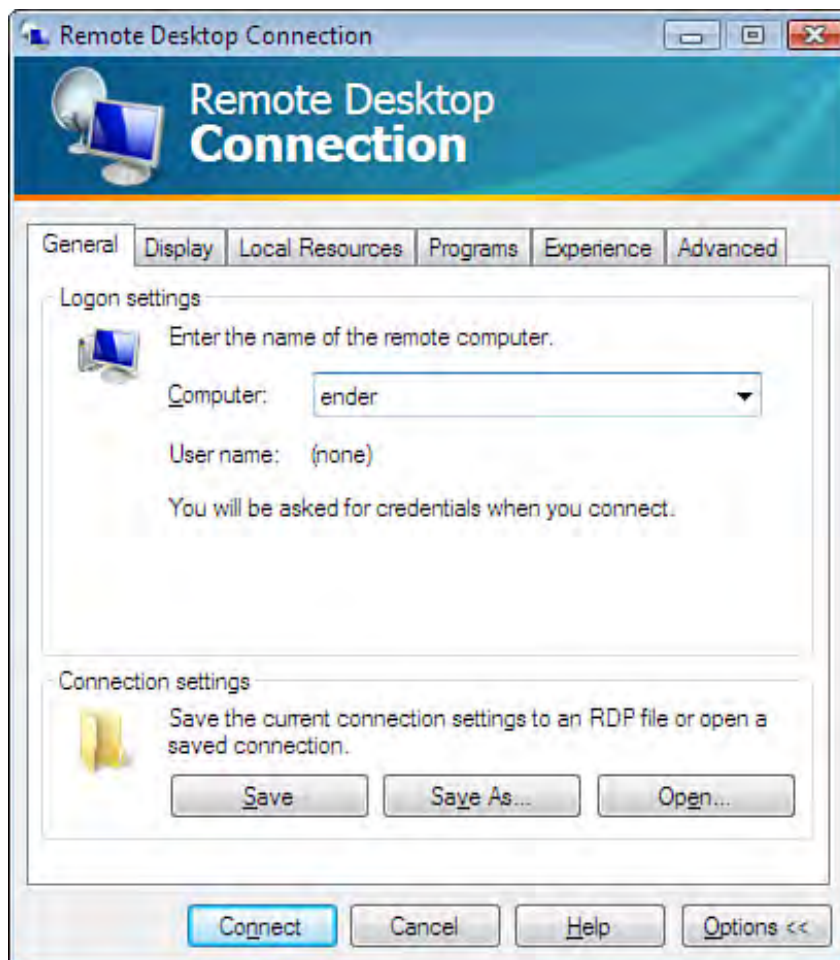 Remote Desktop Connection
Remote Desktop
Connection
General Display Local Resources Programs Experience Advanced
Logon settings
Enter the name of the remote computer.
Computer: ender
User name: (none)
You will be asked for credentials when you connect.
Connection settings
Save the current connection settings to an RDP file or open a
saved connection.
Save Save As... Open...
Connect Cancel Help Options <<